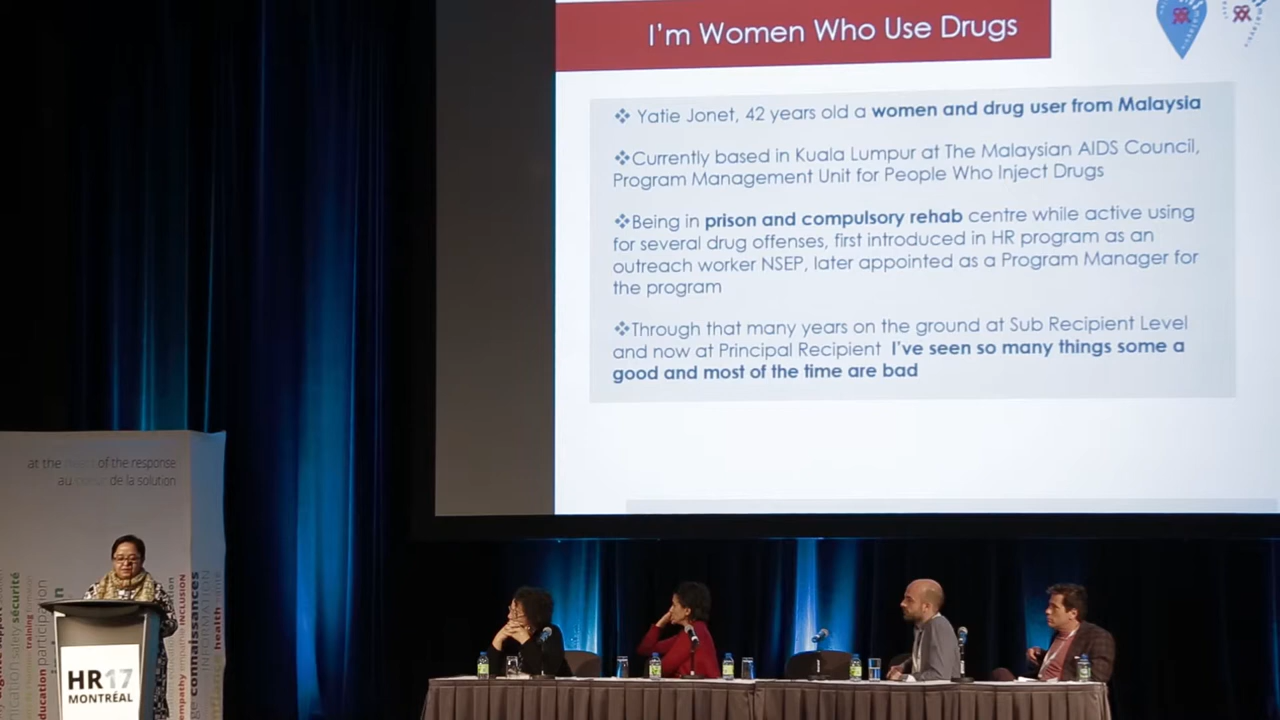 I'm Women Who Use Drugs
❖ Yatie Jonet, 42 years old a women and drug user from Malaysia
❖Currently based in Kuala Lumpur at The Malaysian AIDS Council,
Program Management Unit for People Who Inject Drugs
❖Being in prison and compulsory rehab centre while active using
for several drug offenses, first introduced in HR program as an
outreach worker NSEP, later appointed as a Program Manager for
the program
❖Through that many years on the ground at Sub Recipient Level
and now at Principal Recipient I've seen so many things some a
good and most of the time are bad
at the heart of the response
au coeur de la solution
HR17
MONTRÉAL
sécurité
training
education
participation
empathy
INCLUSION
connaissances
INFORMATION
health